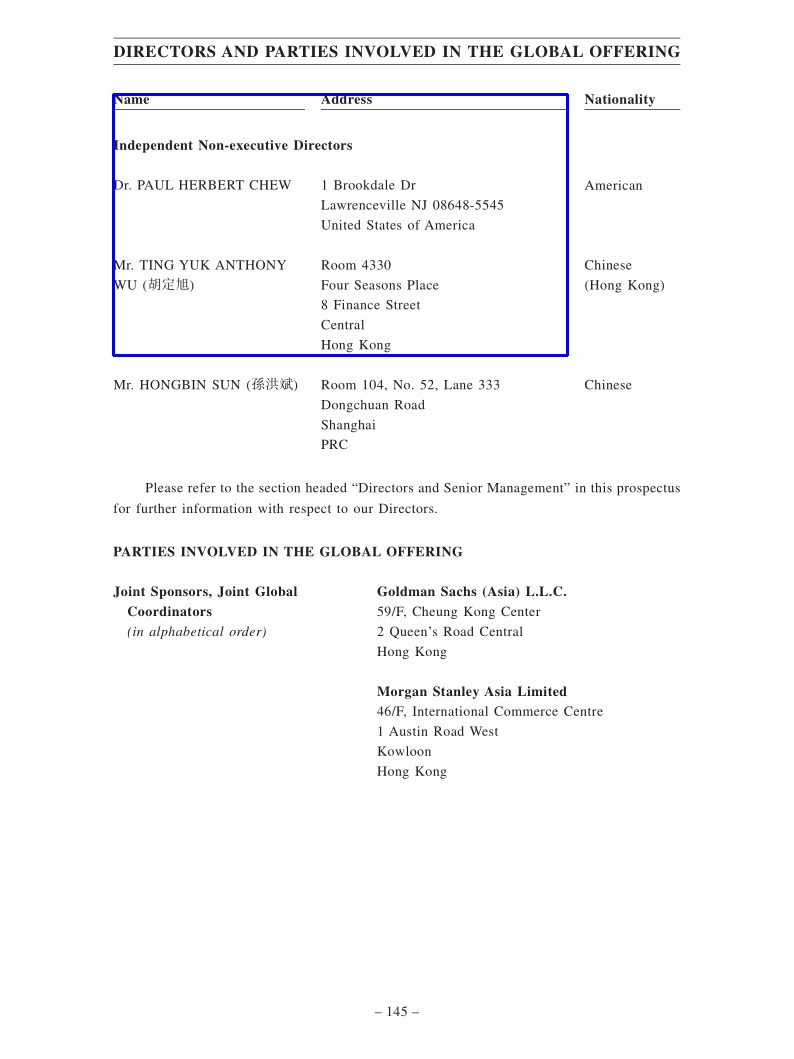 DIRECTORS AND PARTIES INVOLVED IN THE GLOBAL OFFERING
Name Address Nationality
Independent Non-executive Directors
Dr. PAUL HERBERT CHEW 1 Brookdale Dr American
Lawrenceville NJ 08648-5545
United States of America
Mr. TING YUK ANTHONY Room 4330 Chinese
WU (胡定旭) Four Seasons Place (Hong Kong)
8 Finance Street
Central
Hong Kong
Mr. HONGBIN SUN (孫洪斌) Room 104, No. 52, Lane 333 Chinese
Dongchuan Road
Shanghai
PRC
Please refer to the section headed “Directors and Senior Management” in this prospectus
for further information with respect to our Directors.
PARTIES INVOLVED IN THE GLOBAL OFFERING
Joint Sponsors, Joint Global Goldman Sachs (Asia) L.L.C.
Coordinators 59/F, Cheung Kong Center
(in alphabetical order) 2 Queen’s Road Central
Hong Kong
Morgan Stanley Asia Limited
46/F, International Commerce Centre
1 Austin Road West
Kowloon
Hong Kong
– 145 –